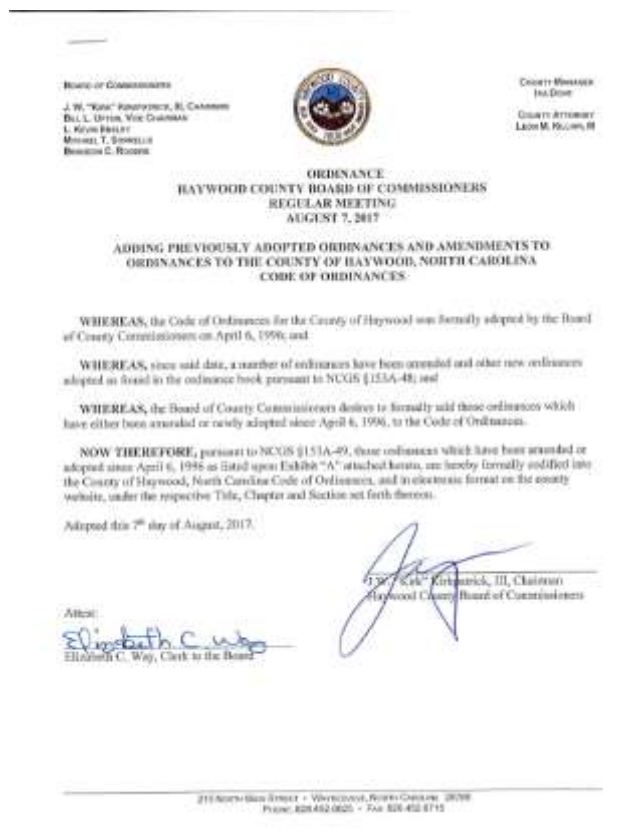 BOARD OF COMMISSIONERS
J. W. "KIRK" KIRKPATRICK, III, CHAIRMAN
BILL L. UPTON, VICE CHAIRMAN
L. KEVIN ENSLEY
MICHAEL T. SORRELLS
BRANDON C. ROGERS
HAYWOOD COUNTY
COUNTY MANAGER
IRA DOVE
COUNTY ATTORNEY
LEON M. KILLIAN, III
ORDINANCE
HAYWOOD COUNTY BOARD OF COMMISSIONERS
REGULAR MEETING
AUGUST 7, 2017
ADDING PREVIOUSLY ADOPTED ORDINANCES AND AMENDMENTS TO
ORDINANCES TO THE COUNTY OF HAYWOOD, NORTH CAROLINA
CODE OF ORDINANCES
WHEREAS, the Code of Ordinances for the County of Haywood was formally adopted by the Board
of County Commissioners on April 6, 1996; and
WHEREAS, since said date, a number of ordinances have been amended and other new ordinances
adopted as found in the ordinance book pursuant to NCGS §153A-48; and
WHEREAS, the Board of County Commissioners desires to formally add those ordinances which
have either been amended or newly adopted since April 6, 1996, to the Code of Ordinances.
NOW THEREFORE, pursuant to NCGS §153A-49, those ordinances which have been amended or
adopted since April 6, 1996 as listed upon Exhibit "A" attached hereto, are hereby formally codified into
the County of Haywood, North Carolina Code of Ordinances, and in electronic format on the county
website, under the respective Title, Chapter and Section set forth thereon.
Adopted this 7th day of August, 2017.
J.W. "Kirk" Kirkpatrick, III, Chairman
Haywood County Board of Commissioners
Attest:
Elizabeth C. Way
Elizabeth C. Way, Clerk to the Board
215 NORTH MAIN STREET • WAYNESVILLE, NORTH CAROLINA 28786
PHONE: 828-452-6625 • FAX: 828-452-6715